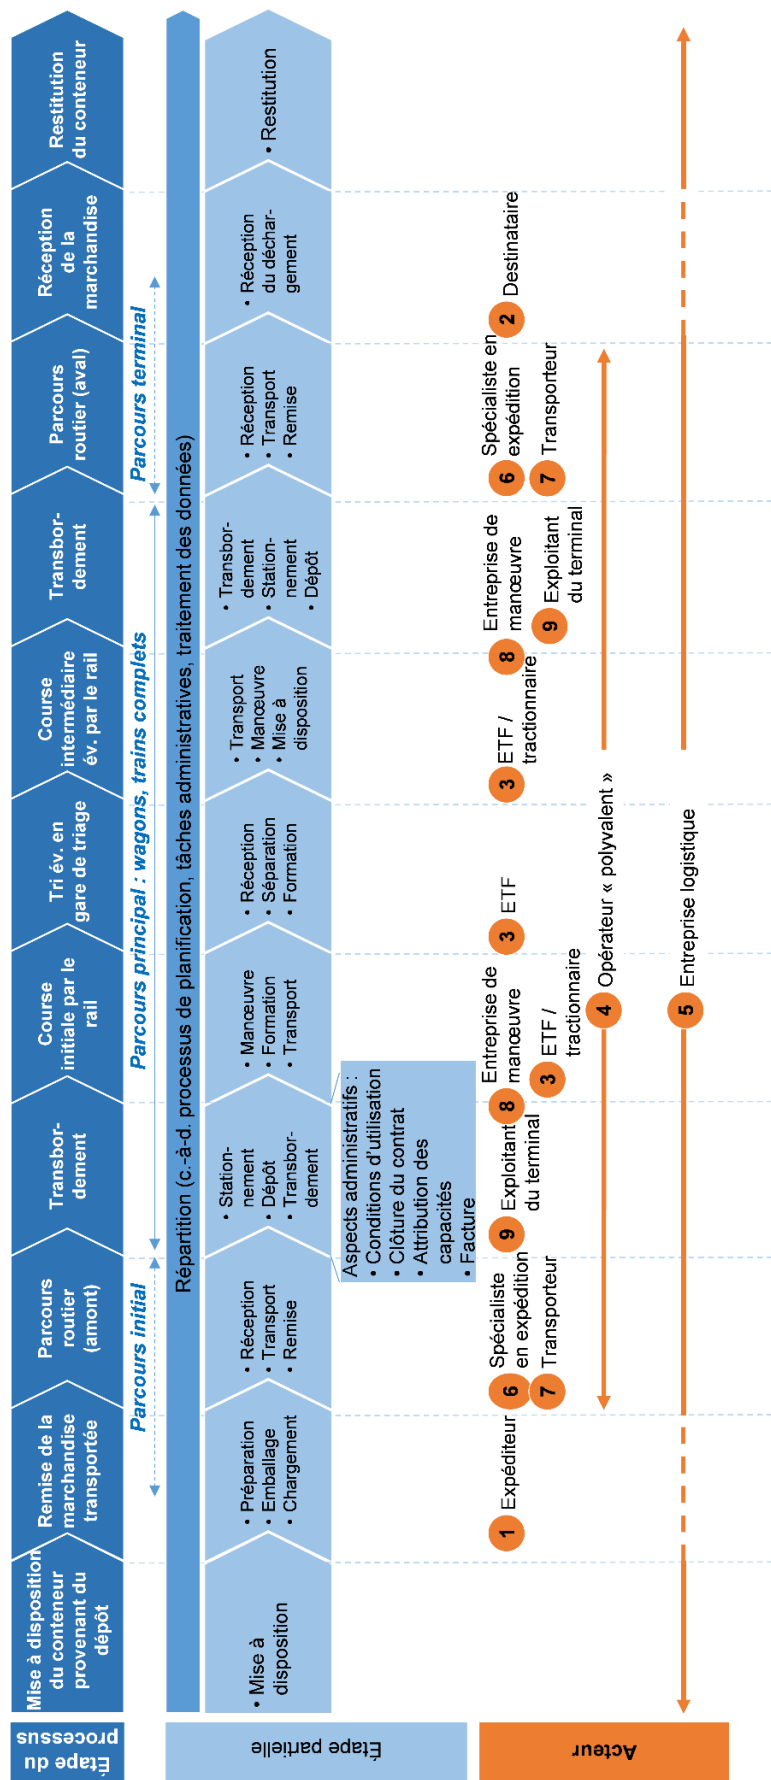 Étape du
processus
Mise à disposition
du conteneur
provenant du
dépôt
Remise de la
marchandise
transportée
Parcours
routier
(amont)
Transbor-
dement
Course
initiale par le
rail
Tri év. en
gare de triage
Course
intermédiaire
év. par le rail
Transbor-
dement
Parcours
routier (aval)
Réception
de la
marchandise
Restitution
du conteneur
Parcours initial
Parcours principal : wagons, trains complets
Parcours terminal
Étape partielle
Répartition (c.-à-d. processus de planification, tâches administratives, traitement des données)
• Mise à
disposition
• Préparation
• Emballage
• Chargement
• Réception
• Transport
• Remise
• Station-
nement
• Dépôt
• Transbor-
dement
• Manœuvre
• Formation
• Transport
• Réception
• Séparation
• Formation
• Transport
• Manœuvre
• Mise à
disposition
• Transbor-
dement
• Station-
nement
• Dépôt
• Réception
• Transport
• Remise
• Réception
du déchar-
gement
• Restitution
Aspects administratifs :
• Conditions d’utilisation
• Clôture du contrat
• Attribution des
capacités
• Facture
Acteur
1 Expéditeur
6 Spécialiste
en expédition
7 Transporteur
9 Exploitant
du terminal
8 Entreprise de
manœuvre
3 ETF /
tractionnaire
3 ETF
3 ETF /
tractionnaire
8 Entreprise de
manœuvre
9 Exploitant
du terminal
6 Spécialiste en
expédition
7 Transporteur
2 Destinataire
4 Opérateur « polyvalent »
5 Entreprise logistique